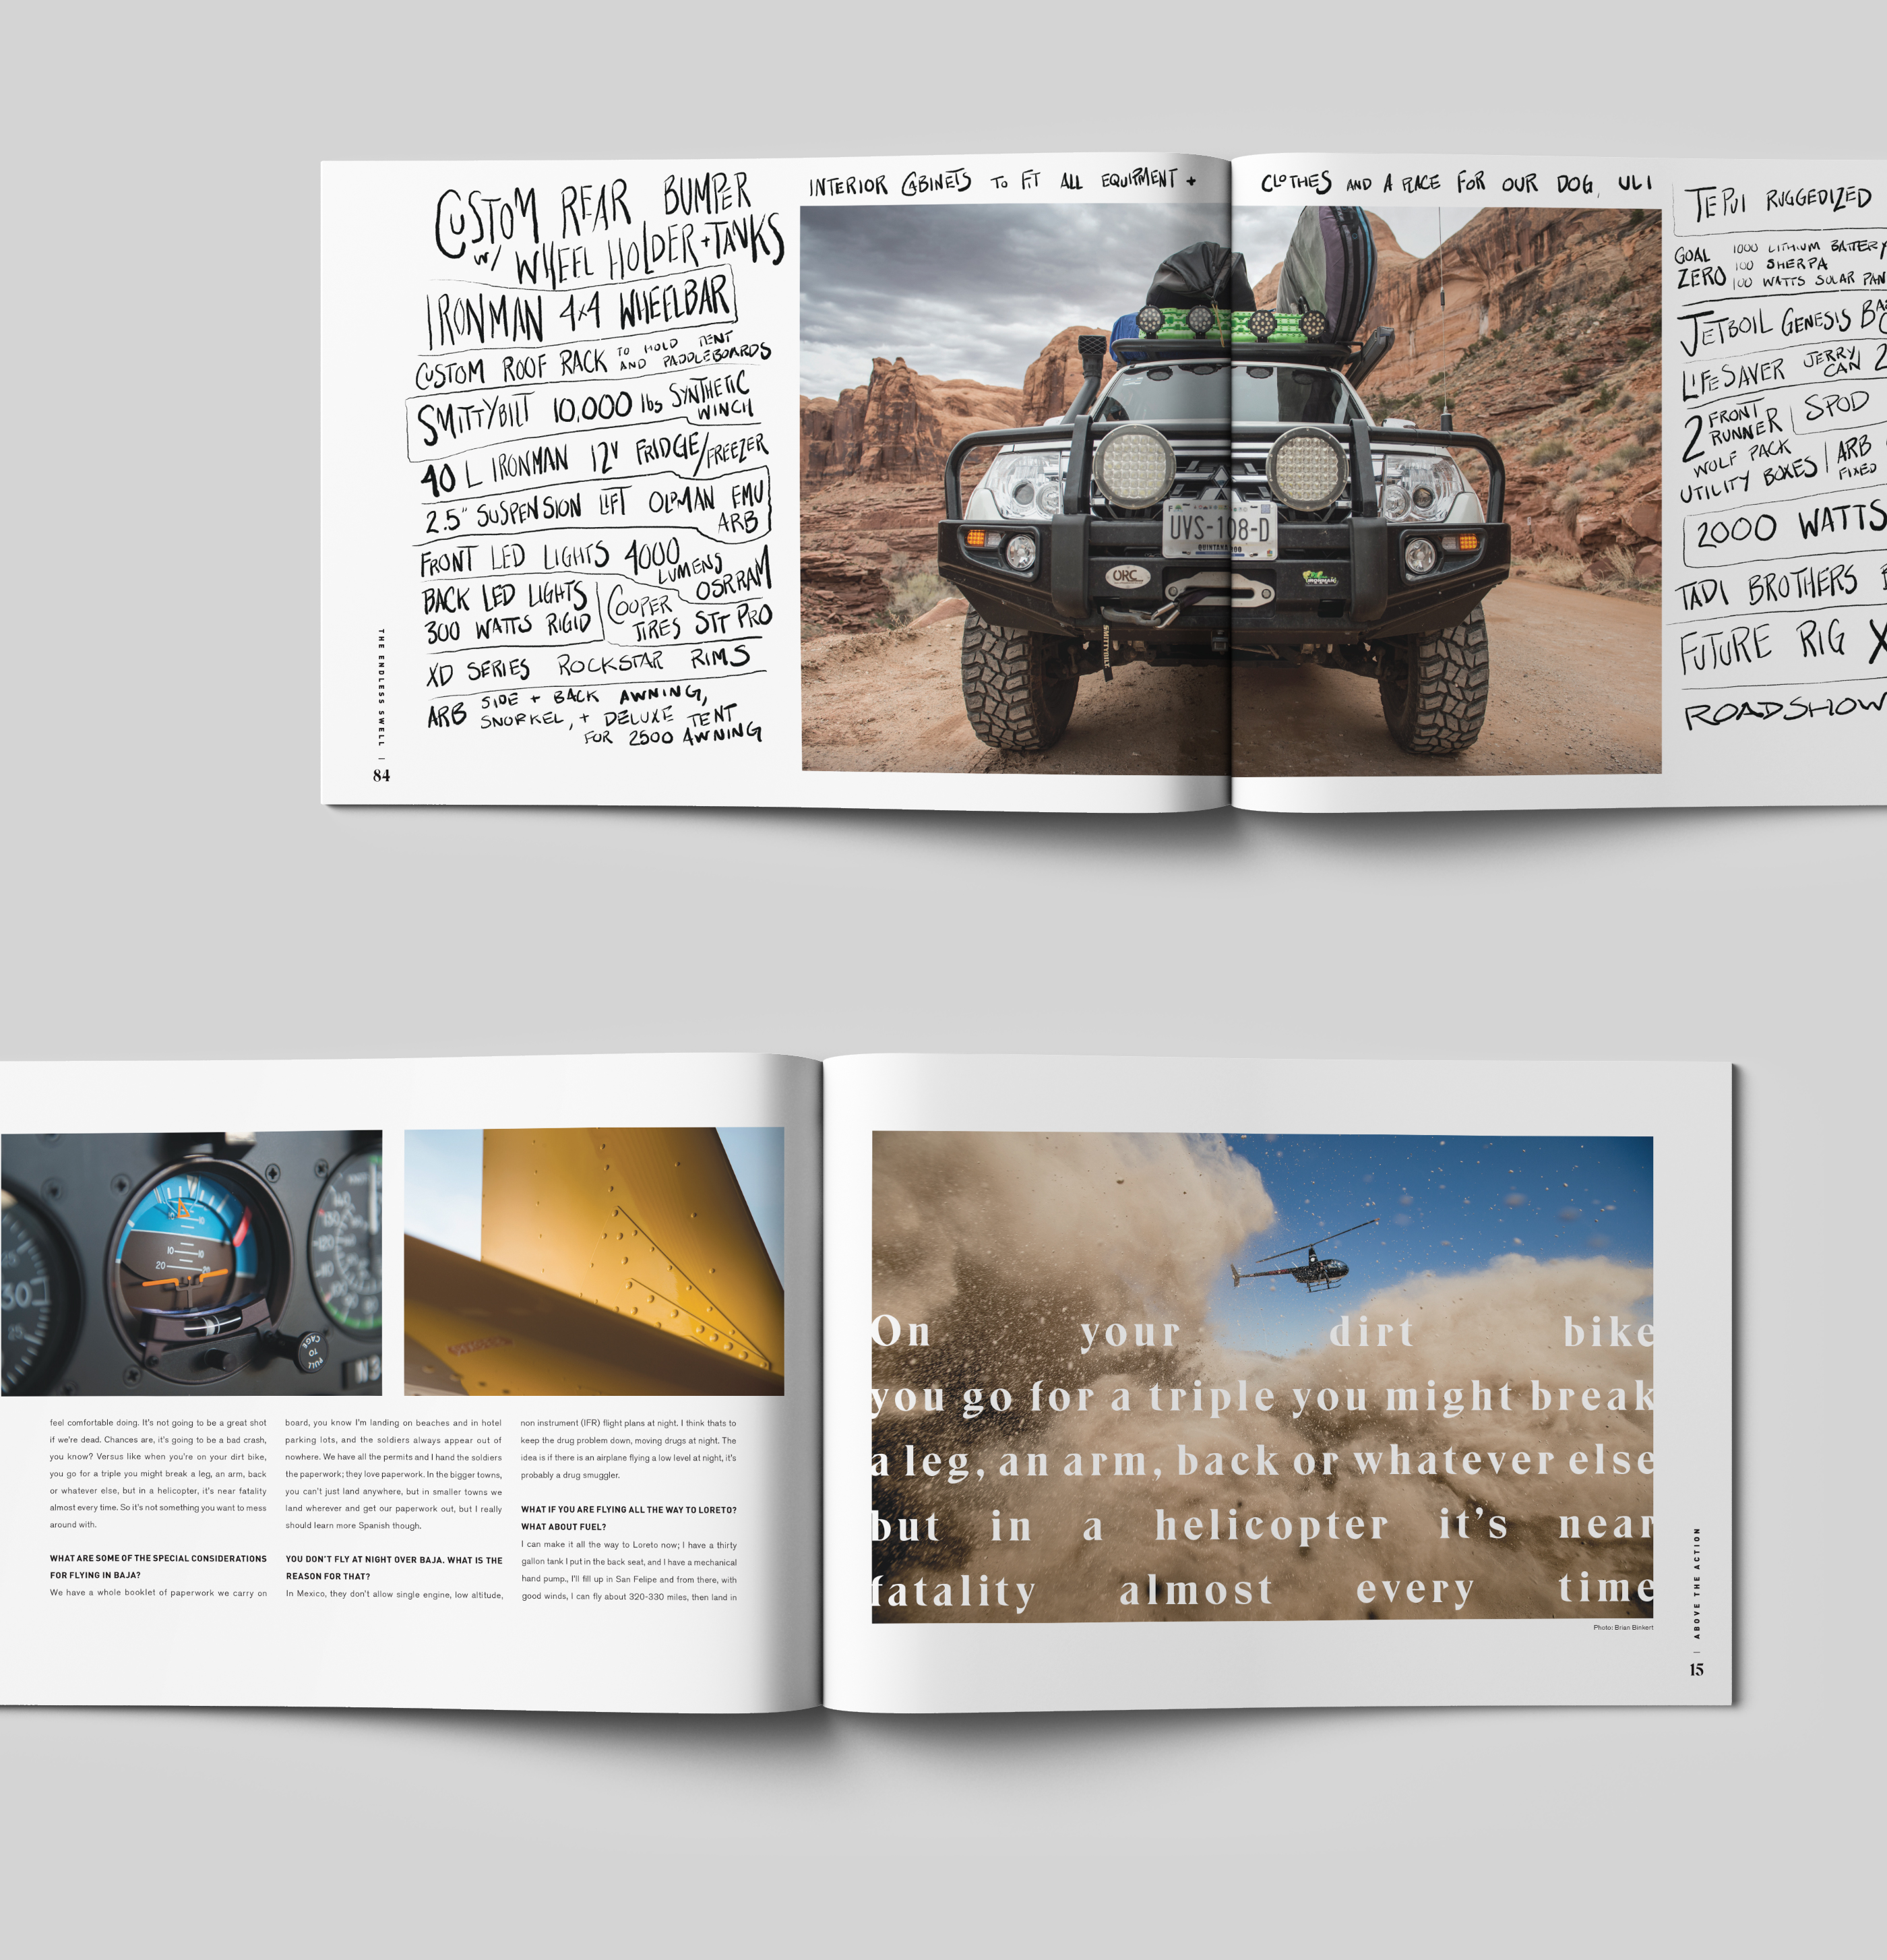 CUSTOM REAR BUMPER
W/ WHEEL HOLDER + TANKS
IRONMAN 4x4 WHEELBAR
CUSTOM ROOF RACK TO HOLD TENT
AND PADDLEBOARDS
SMITTYBILT 10,000 lbs SYNTHETIC
WINCH
40 L IRONMAN 12V FRIDGE/FREEZER
2.5" SUSPENSION LIFT OLDMAN EMU
ARB
FRONT LED LIGHTS 4000
LUMENS
OSRRAM
BACK LED LIGHTS
300 WATTS RIGID
COOPER
TIRES STT PRO
XD SERIES ROCKSTAR RIMS
ARB SIDE + BACK AWNING,
SNORKEL, + DELUXE TENT
FOR 2500 AWNING
THE ENDLESS SWELL |
84
INTERIOR CABINETS TO FIT ALL EQUIPMENT +
CLOTHES AND A PLACE FOR OUR DOG, ULI
UVS-108-D
QUINTANA ROO
ORC
SMITTYBILT
TEPUI RUGGEDIZED
GOAL ZERO
1000 LITHIUM BATTERY
100 SHERPA
100 WATTS SOLAR PAN
JETBOIL GENESIS BA
LIFESAVER JERRY CAN 2
2 FRONT RUNNER
WOLF PACK
UTILITY BOXES
SPOD
ARB
FIXED
2000 WATTS
TADI BROTHERS
FUTURE RIG X
ROADSHOW
30
25
10 10
20 20
PULL
TO
CAGE
140
130
120
100
N3
feel comfortable doing. It's not going to be a great shot
if we're dead. Chances are, it's going to be a bad crash,
you know? Versus like when you're on your dirt bike,
you go for a triple you might break a leg, an arm, back
or whatever else, but in a helicopter, it's near fatality
almost every time. So it's not something you want to mess
around with.
WHAT ARE SOME OF THE SPECIAL CONSIDERATIONS
FOR FLYING IN BAJA?
We have a whole booklet of paperwork we carry on
board, you know I'm landing on beaches and in hotel
parking lots, and the soldiers always appear out of
nowhere. We have all the permits and I hand the soldiers
the paperwork; they love paperwork. In the bigger towns,
you can't just land anywhere, but in smaller towns we
land wherever and get our paperwork out, but I really
should learn more Spanish though.
YOU DON'T FLY AT NIGHT OVER BAJA. WHAT IS THE
REASON FOR THAT?
In Mexico, they don't allow single engine, low altitude,
non instrument (IFR) flight plans at night. I think thats to
keep the drug problem down, moving drugs at night. The
idea is if there is an airplane flying a low level at night, it's
probably a drug smuggler.
WHAT IF YOU ARE FLYING ALL THE WAY TO LORETO?
WHAT ABOUT FUEL?
I can make it all the way to Loreto now; I have a thirty
gallon tank I put in the back seat, and I have a mechanical
hand pump., I'll fill up in San Felipe and from there, with
good winds, I can fly about 320-330 miles, then land in
On your dirt bike
you go for a triple you might break
a leg, an arm, back or whatever else
but in a helicopter it's near
fatality almost every time
Photo: Brian Binkert
| ABOVE THE ACTION
15